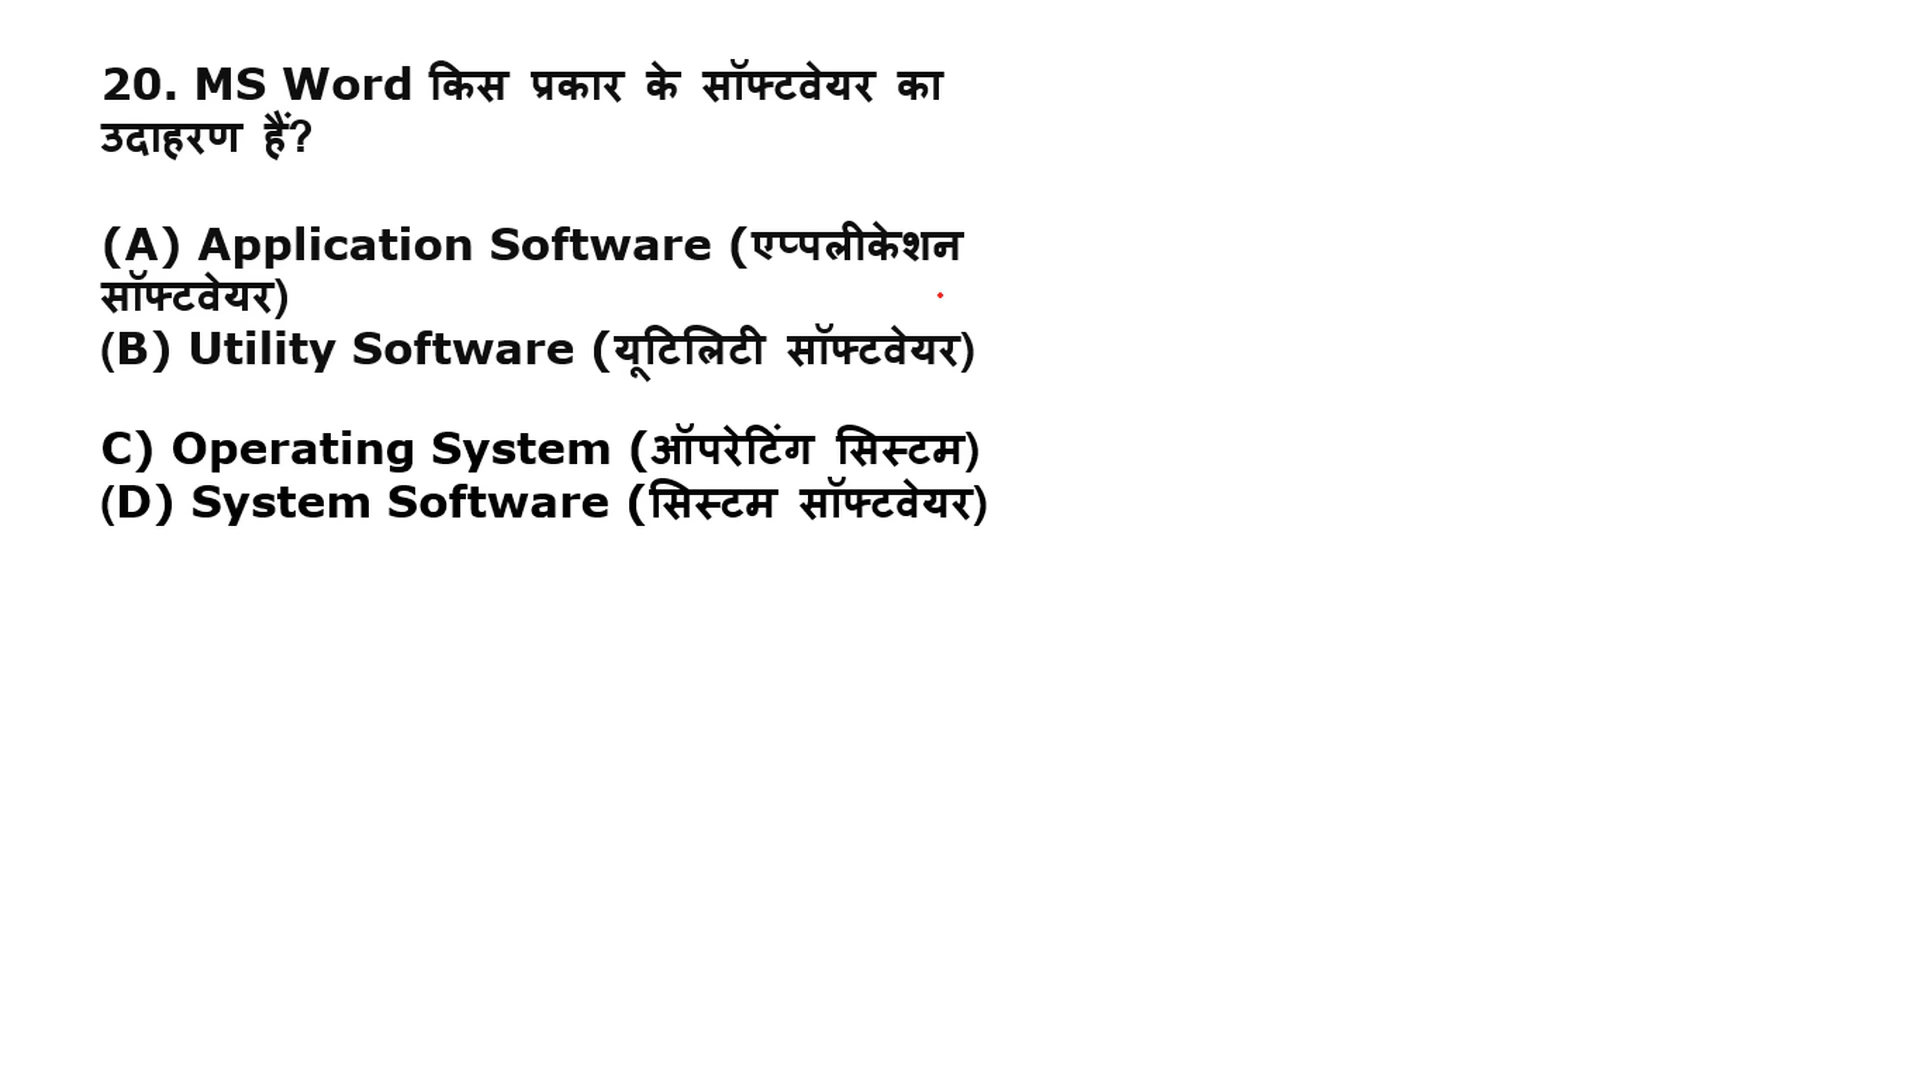 20. MS Word किस प्रकार के सॉफ्टवेयर का
उदाहरण हैं?
(A) Application Software (एप्पलीकेशन
सॉफ्टवेयर)
(B) Utility Software (यूटिलिटी सॉफ्टवेयर)
C) Operating System (ऑपरेटिंग सिस्टम)
(D) System Software (सिस्टम सॉफ्टवेयर)